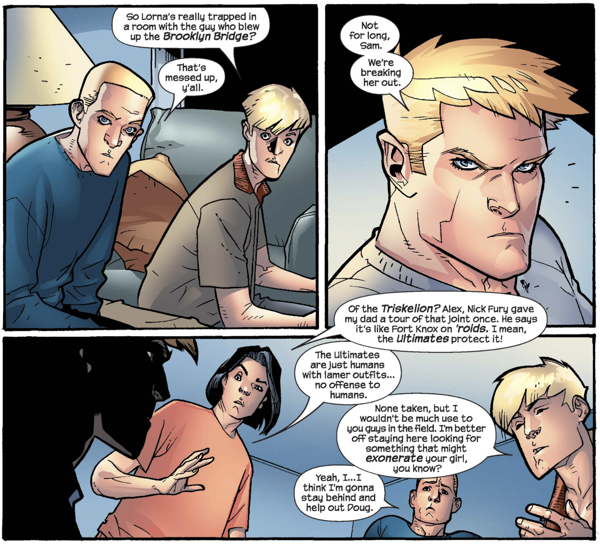 So Lorna's really trapped in
a room with the guy who blew
up the Brooklyn Bridge?
That's
messed up,
y'all.
Not
for long,
Sam.
We're
breaking
her out.
Of the Triskelion? Alex, Nick Fury gave
my dad a tour of that joint once. He says
it's like Fort Knox on 'roids. I mean,
the Ultimates protect it!
The Ultimates
are just humans
with lamer outfits...
no offense to
humans.
None taken, but I
wouldn't be much use to
you guys in the field. I'm better
off staying here looking for
something that might
exonerate your girl,
you know?
Yeah, I...I
think I'm gonna
stay behind and
help out Doug.